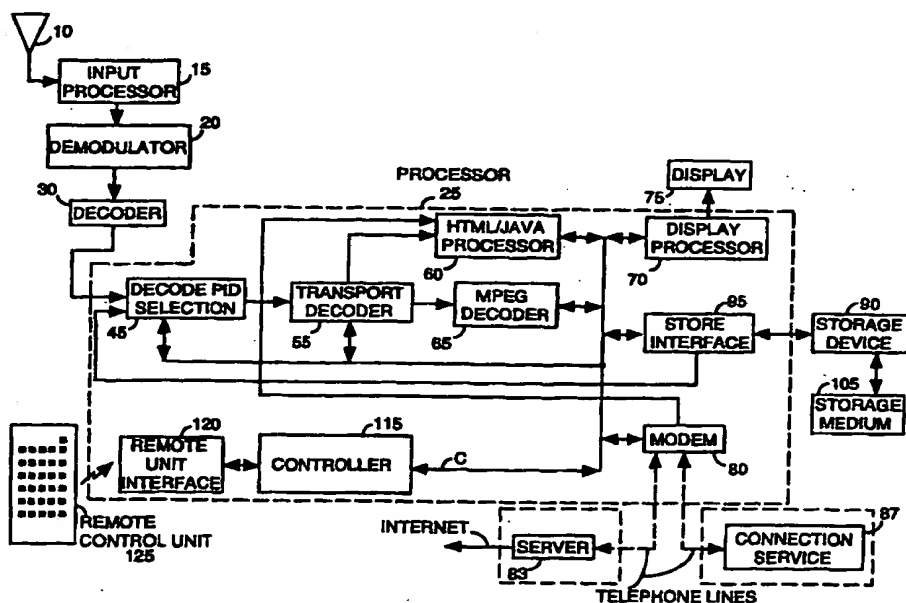 10
INPUT
PROCESSOR
15
20
DEMODULATOR
30
DECODER
PROCESSOR
25
75
DISPLAY
HTML/JAVA
PROCESSOR
60
DISPLAY
PROCESSOR
70
DECODE PID
SELECTION
45
TRANSPORT
DECODER
55
MPEG
DECODER
65
95
STORE
INTERFACE
90
STORAGE
DEVICE
105
STORAGE
MEDIUM
120
REMOTE
UNIT
INTERFACE
115
CONTROLLER
C
MODEM
80
REMOTE
CONTROL UNIT
125
INTERNET
SERVER
83
87
CONNECTION
SERVICE
TELEPHONE LINES